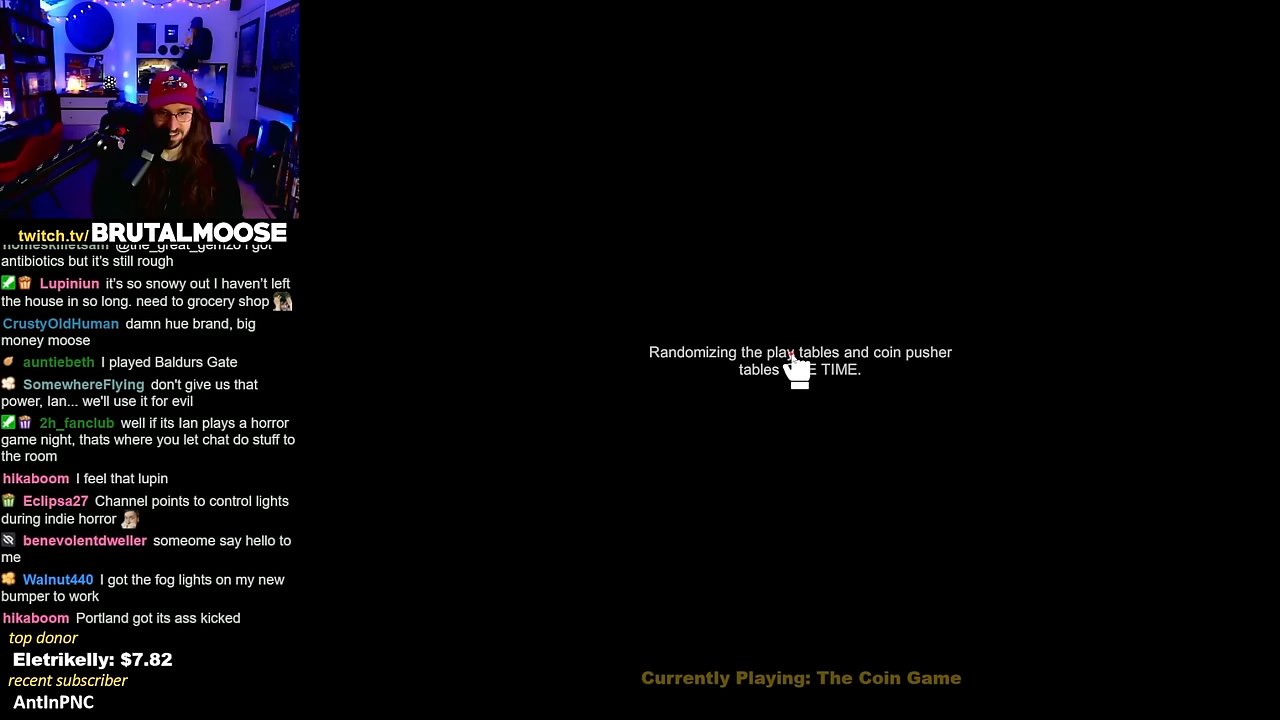 twitch.tv/BRUTALMOOSE
homeskilletsam @the_great_gem20 I got
antibiotics but it's still rough
Lupiniun it's so snowy out I haven't left
the house in so long. need to grocery shop
CrustyOldHuman damn hue brand, big
money moose
auntiebeth I played Baldurs Gate
SomewhereFlying don't give us that
power, Ian... we'll use it for evil
2h_fanclub well if its Ian plays a horror
game night, thats where you let chat do stuff to
the room
hikaboom I feel that lupin
Eclipsa27 Channel points to control lights
during indie horror
benevolentdweller someome say hello to
me
Walnut440 I got the fog lights on my new
bumper to work
hikaboom Portland got its ass kicked
top donor
Eletrikelly: $7.82
recent subscriber
AntInPNC
Randomizing the play tables and coin pusher
tables TIME.
Currently Playing: The Coin Game